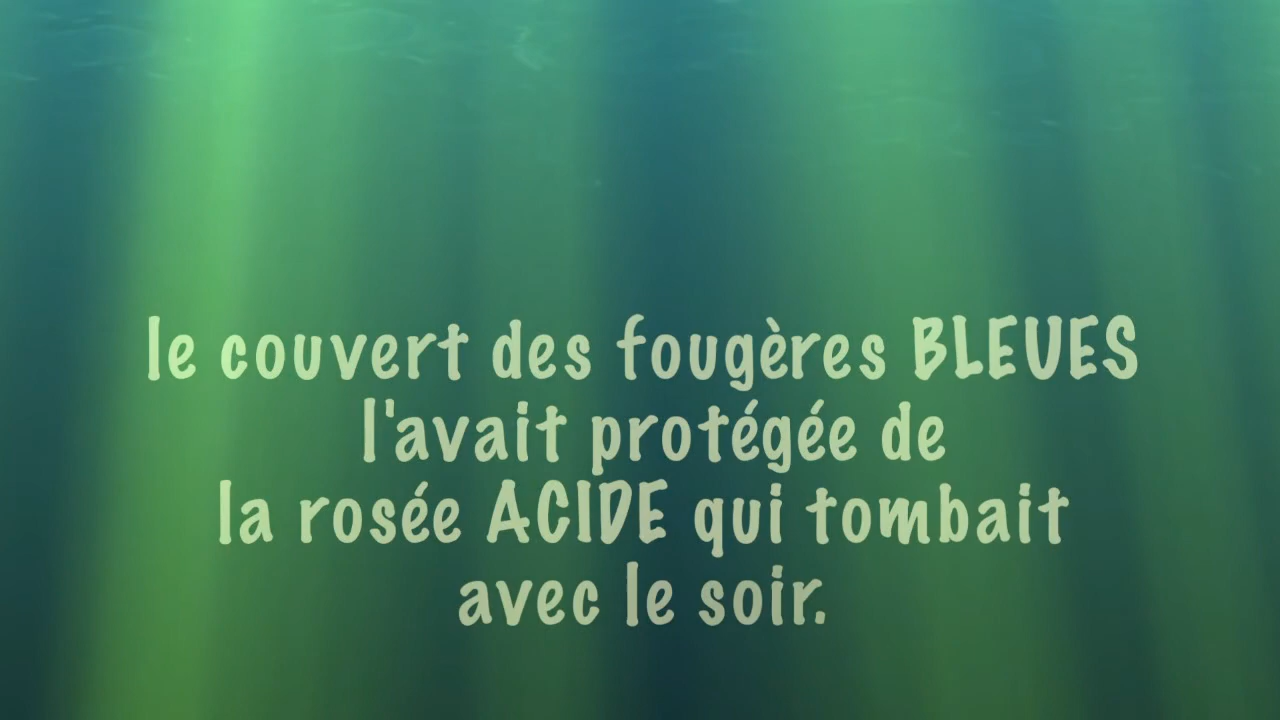 le couvert des fougères BLEUES
l'avait protégée de
la rosée ACIDE qui tombait
avec le soir.